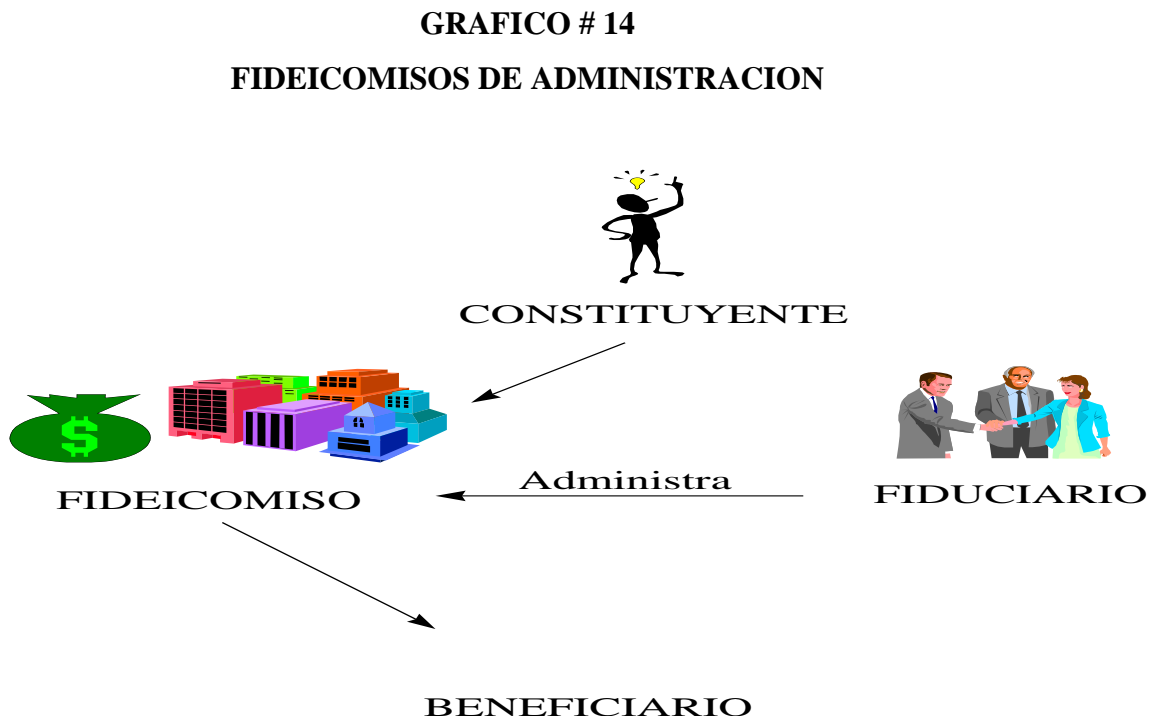 GRAFICO # 14
FIDEICOMISOS DE ADMINISTRACION
CONSTITUYENTE
$
Administra
FIDEICOMISO
FIDUCIARIO
BENEFICIARIO